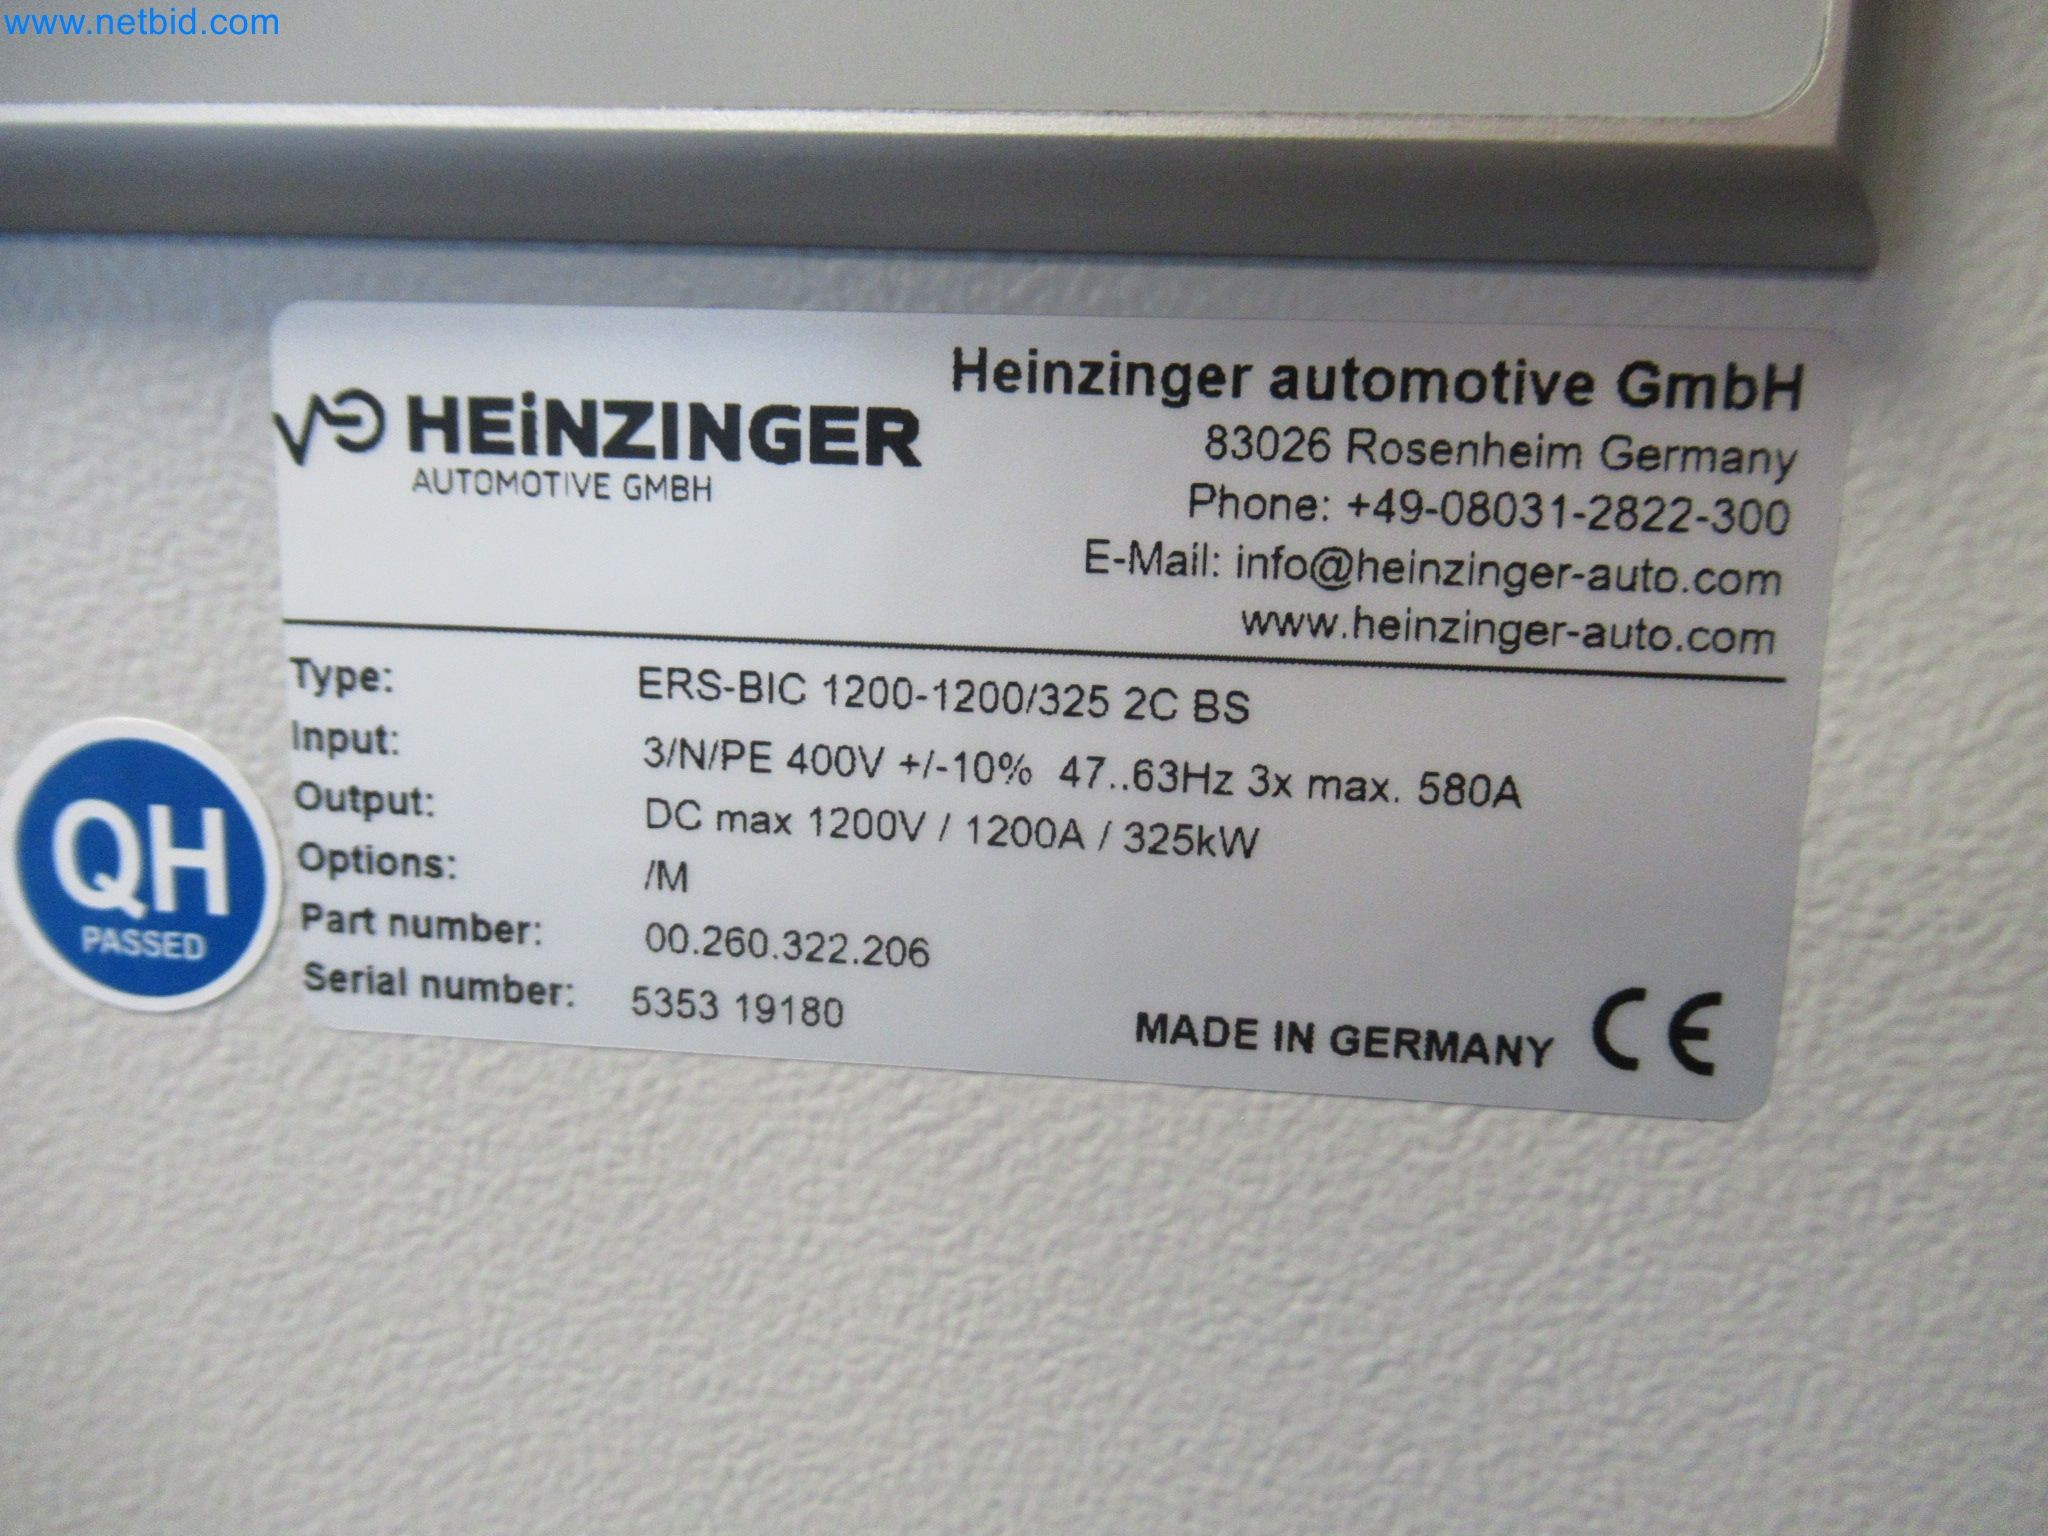 www.netbid.com
HEiNZINGER
AUTOMOTIVE GMBH
Heinzinger automotive GmbH
83026 Rosenheim Germany
Phone: +49-08031-2822-300
E-Mail: info@heinzinger-auto.com
www.heinzinger-auto.com
Type: ERS-BIC 1200-1200/325 2C BS
Input: 3/N/PE 400V +/-10% 47..63Hz 3x max. 580A
Output: DC max 1200V / 1200A / 325kW
Options: /M
Part number: 00.260.322.206
Serial number: 5353 19180
MADE IN GERMANY CE
QH
PASSED